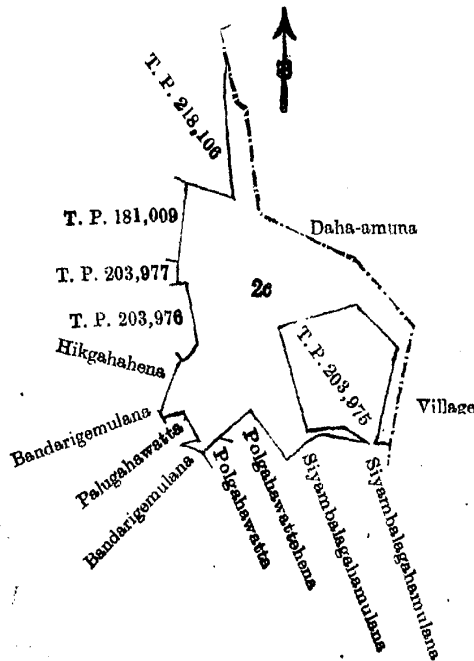 T. P. 218,106
T. P. 181,009
Daha-amuna
T. P. 203,977
2c
T. P. 203,976
Hikgahahena
T. P. 203,975
Village
Bandarigemulana
Palugahawatta
Bandarigemulana
Polgahawatta
Polgahawattehena
Siyambalagahamulana
Siyambalagahamulana